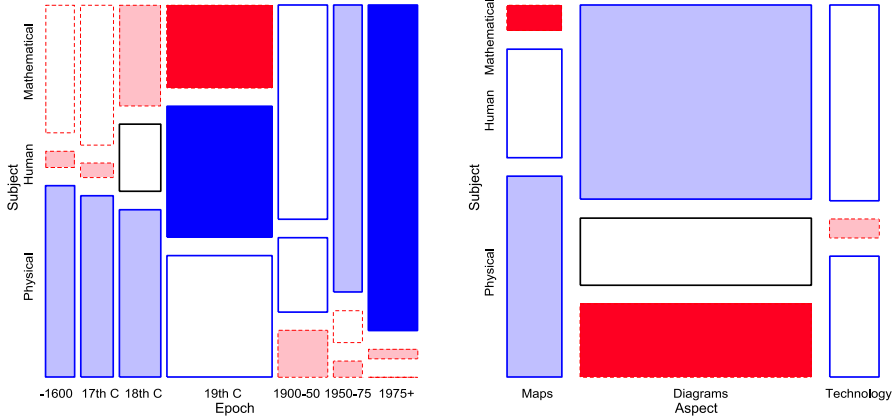 Subject
Mathematical
Human
Physical
-1600 17th C 18th C 19th C 1900-50 1950-75 1975+
Epoch
Subject
Mathematical
Human
Physical
Maps Diagrams Technology
Aspect